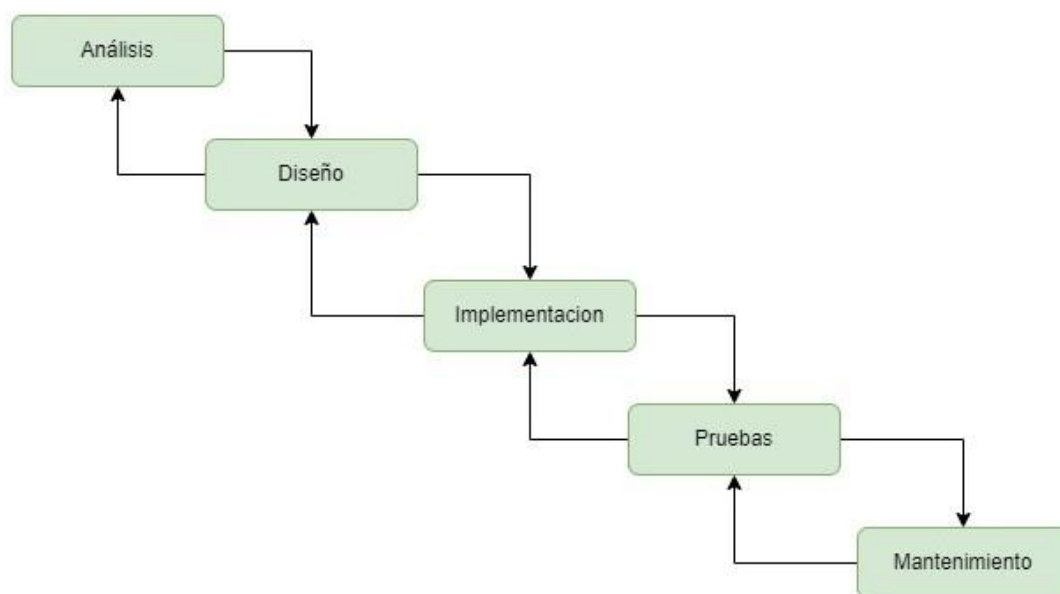 Análisis
Diseño
Implementacion
Pruebas
Mantenimiento